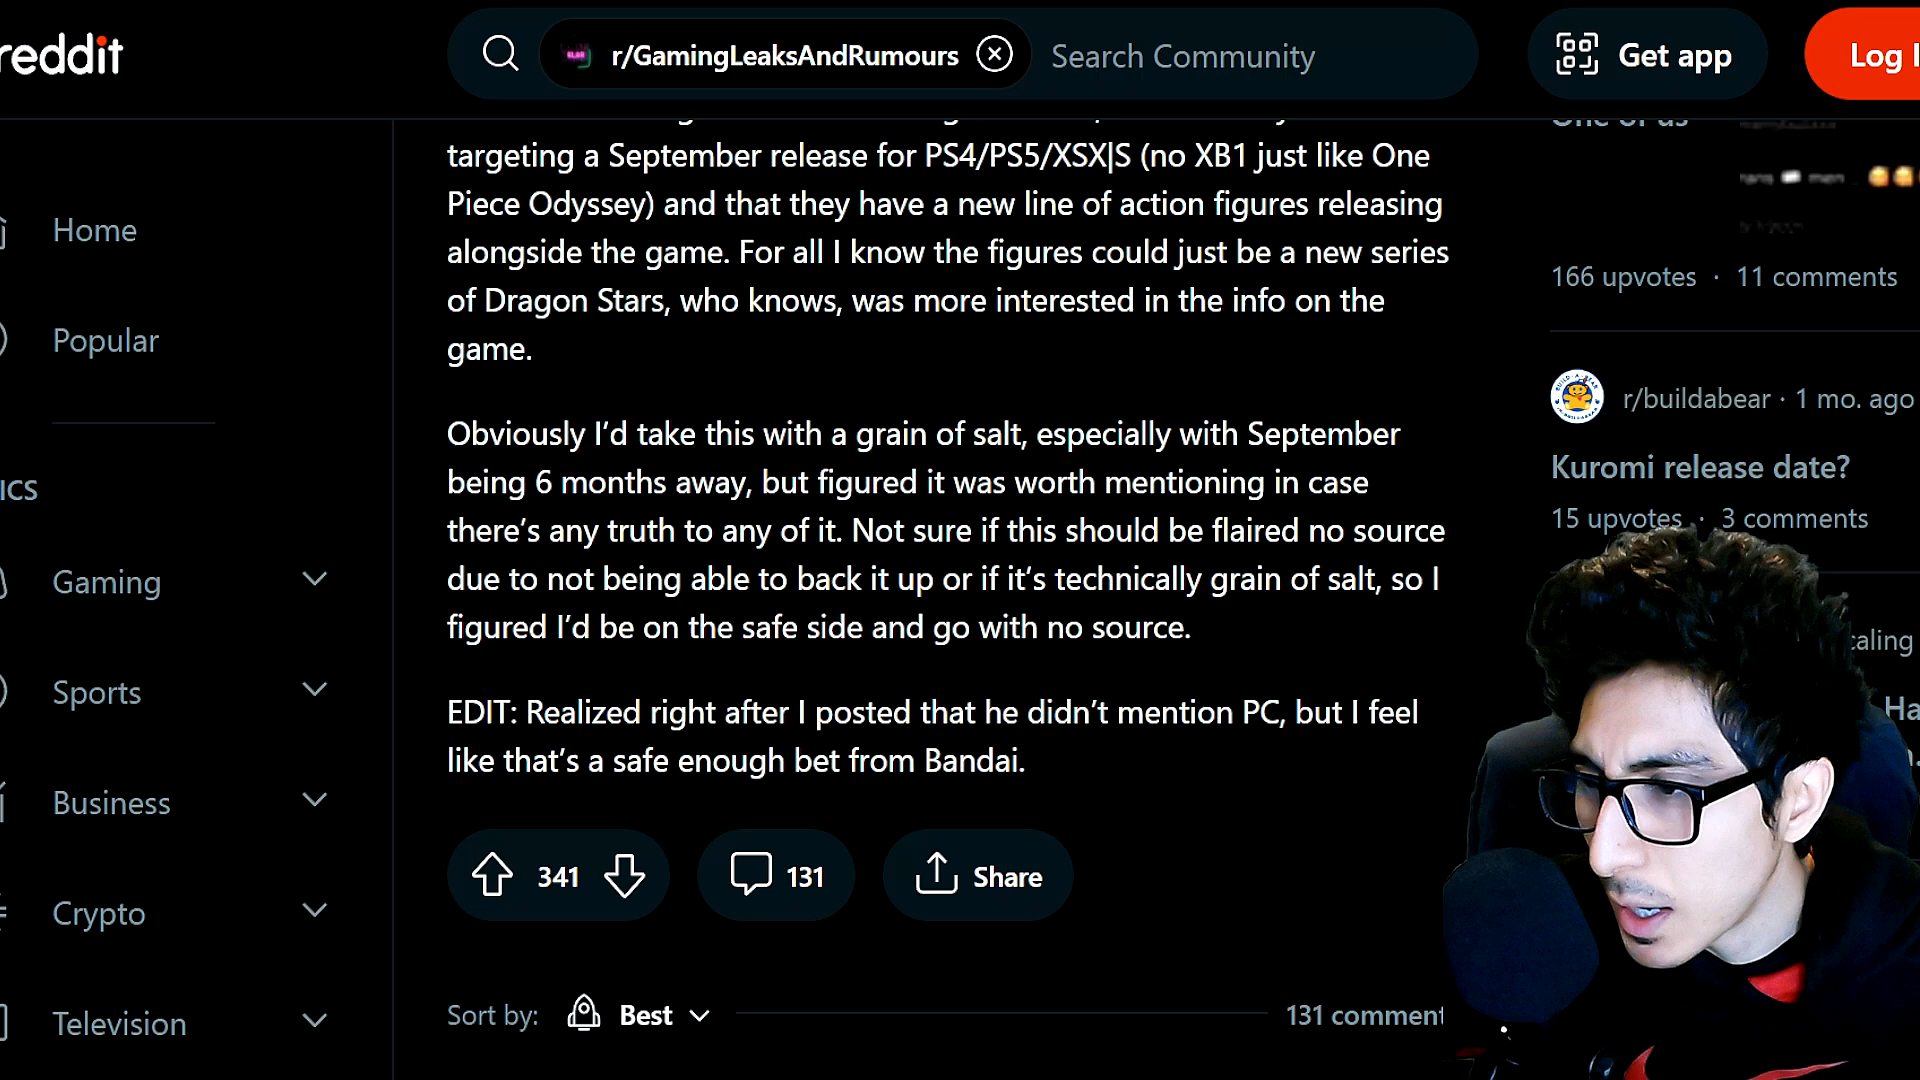 reddit
r/GamingLeaksAndRumours
Search Community
Get app
Log
targeting a September release for PS4/PS5/XSX|S (no XB1 just like One
Piece Odyssey) and that they have a new line of action figures releasing
alongside the game. For all I know the figures could just be a new series
of Dragon Stars, who knows, was more interested in the info on the
game.
Obviously I'd take this with a grain of salt, especially with September
being 6 months away, but figured it was worth mentioning in case
there's any truth to any of it. Not sure if this should be flaired no source
due to not being able to back it up or if it's technically grain of salt, so I
figured I'd be on the safe side and go with no source.
EDIT: Realized right after I posted that he didn't mention PC, but I feel
like that's a safe enough bet from Bandai.
341
131
Share
Sort by:
Best
131 comment
Home
Popular
ICS
Gaming
Sports
Business
Crypto
Television
One of us
166 upvotes · 11 comments
r/buildabear · 1 mo. ago
Kuromi release date?
15 upvotes · 3 comments
caling
Ha